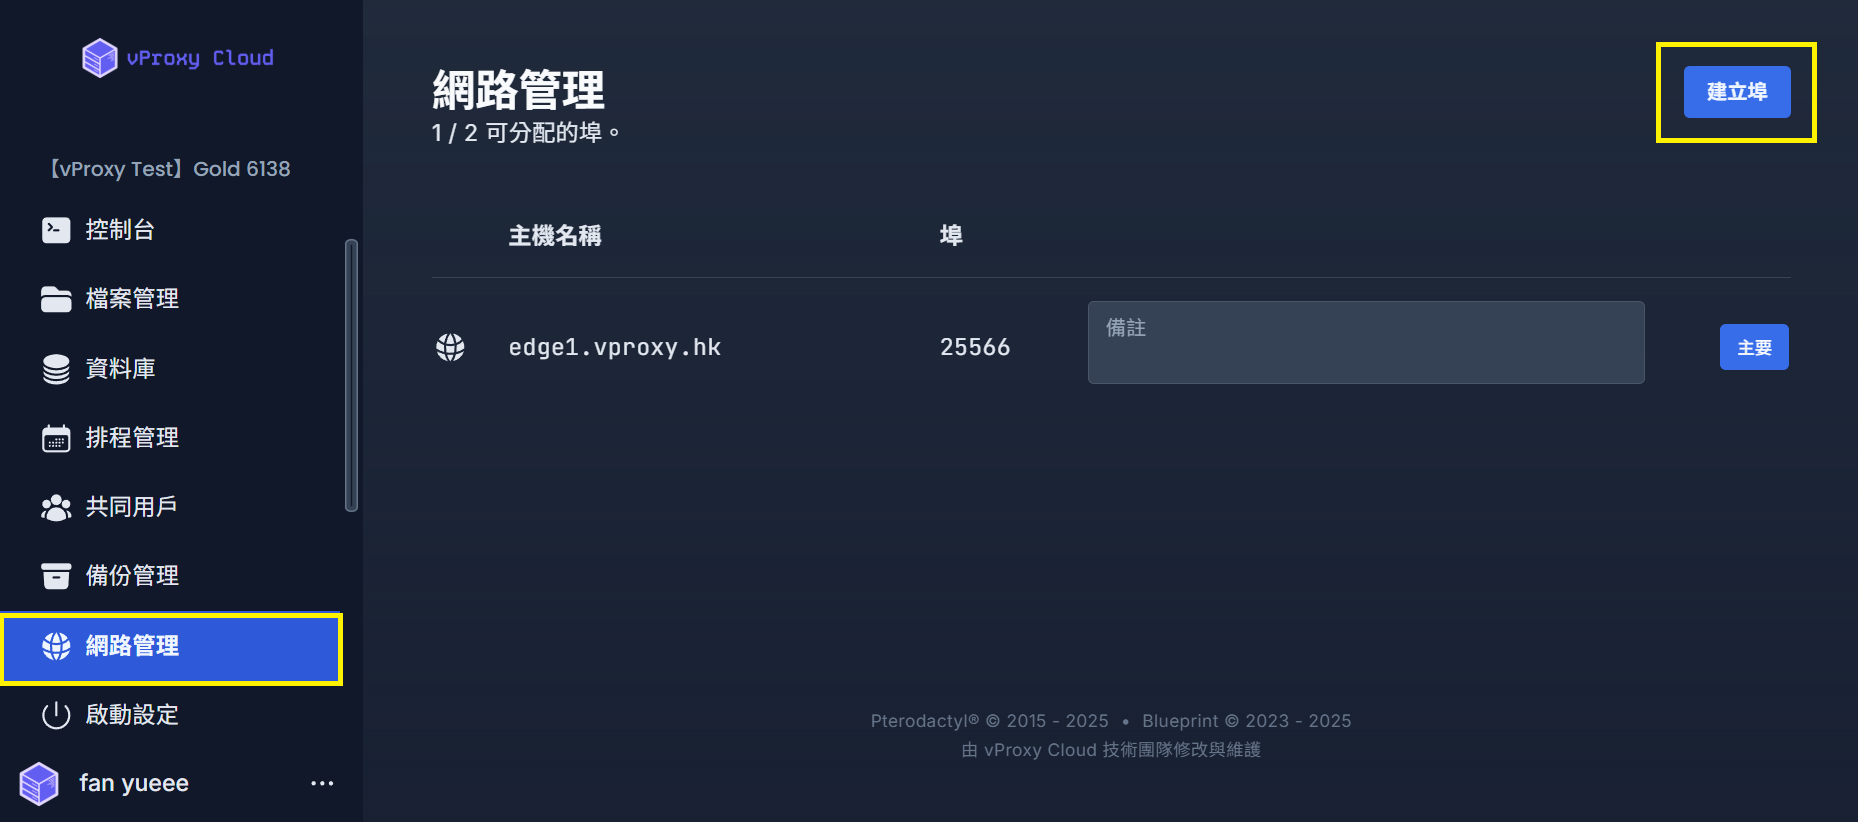 vProxy Cloud
【vProxy Test】Gold 6138
控制台
檔案管理
資料庫
排程管理
共同用戶
備份管理
網路管理
啟動設定
fan yueee
網路管理
1 / 2 可分配的埠。
建立埠
主機名稱 埠
edge1.vproxy.hk 25566 備註 主要
Pterodactyl® © 2015 - 2025 • Blueprint © 2023 - 2025
由 vProxy Cloud 技術團隊修改與維護